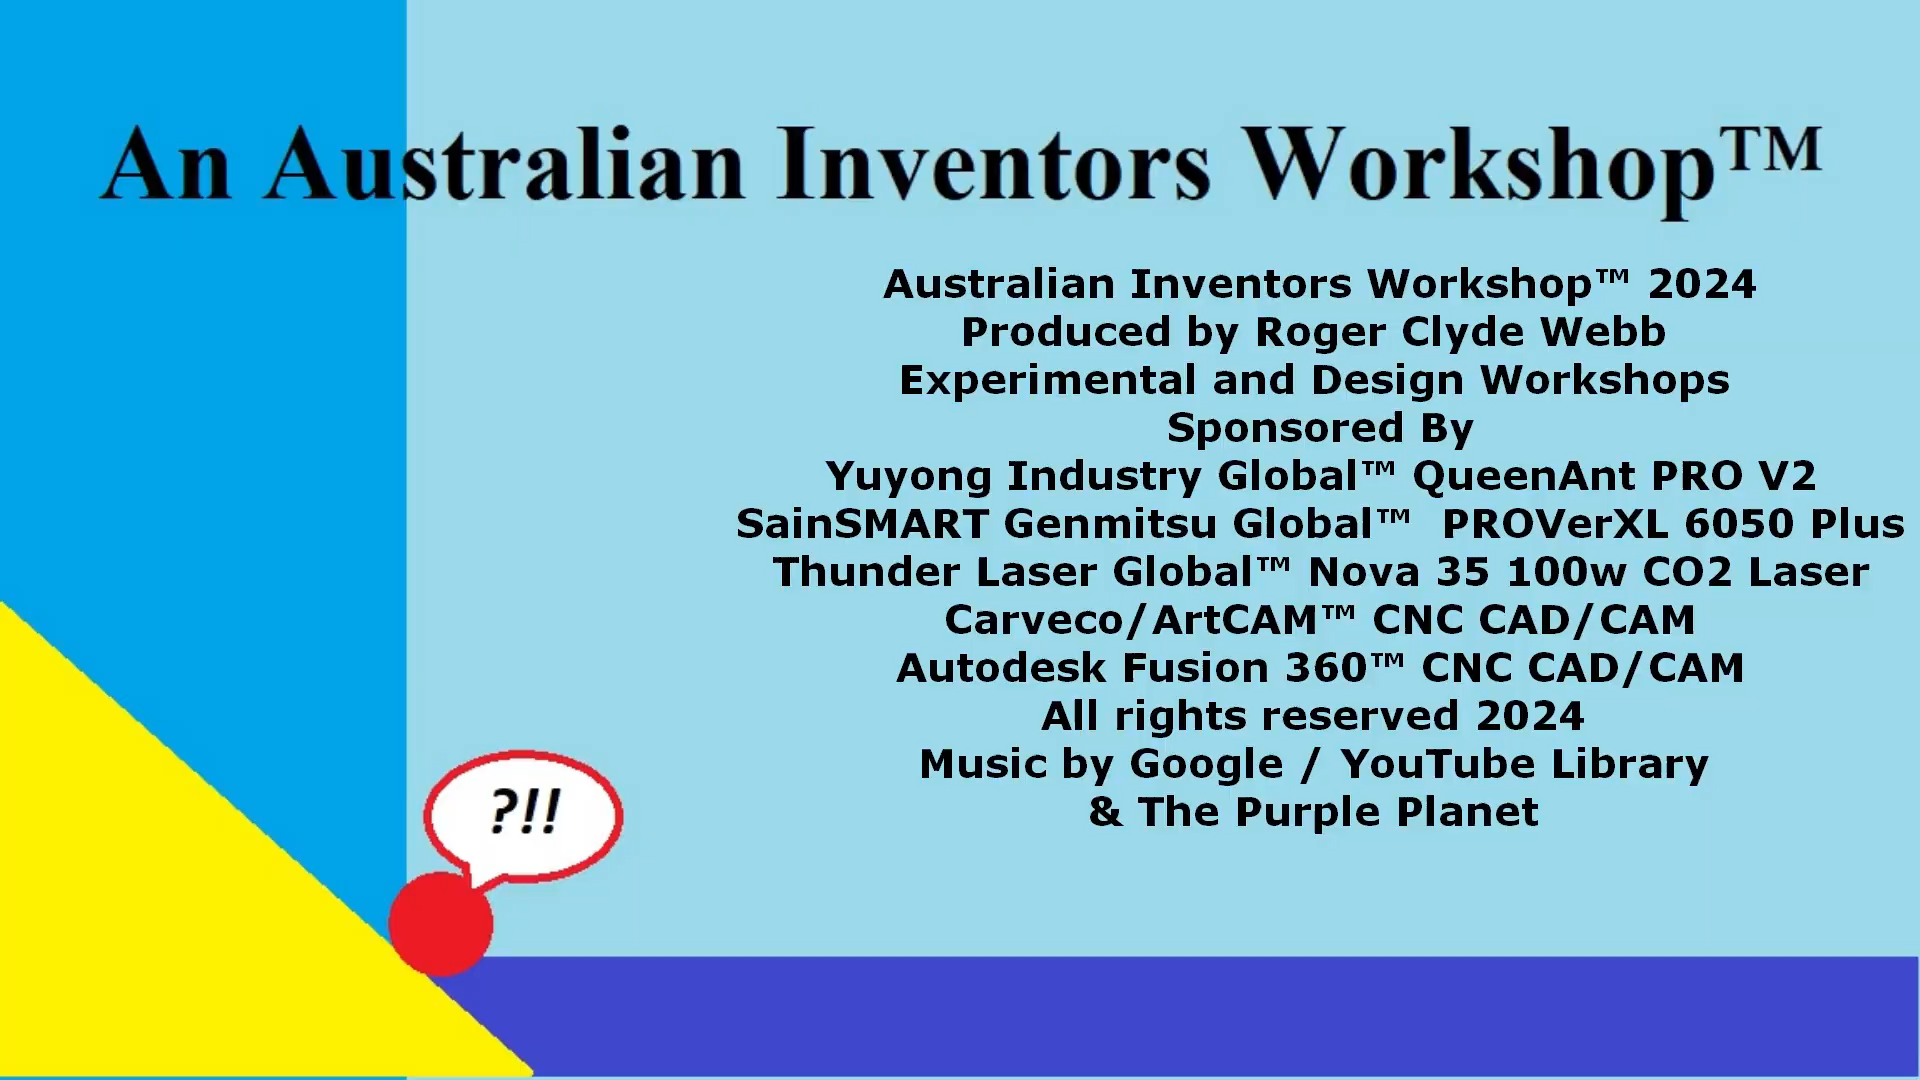 An Australian Inventors Workshop™
Australian Inventors Workshop™ 2024
Produced by Roger Clyde Webb
Experimental and Design Workshops
Sponsored By
Yuyong Industry Global™ QueenAnt PRO V2
SainSMART Genmitsu Global™ PROVerXL 6050 Plus
Thunder Laser Global™ Nova 35 100w CO2 Laser
Carveco/ArtCAM™ CNC CAD/CAM
Autodesk Fusion 360™ CNC CAD/CAM
All rights reserved 2024
Music by Google / YouTube Library
& The Purple Planet
?!!